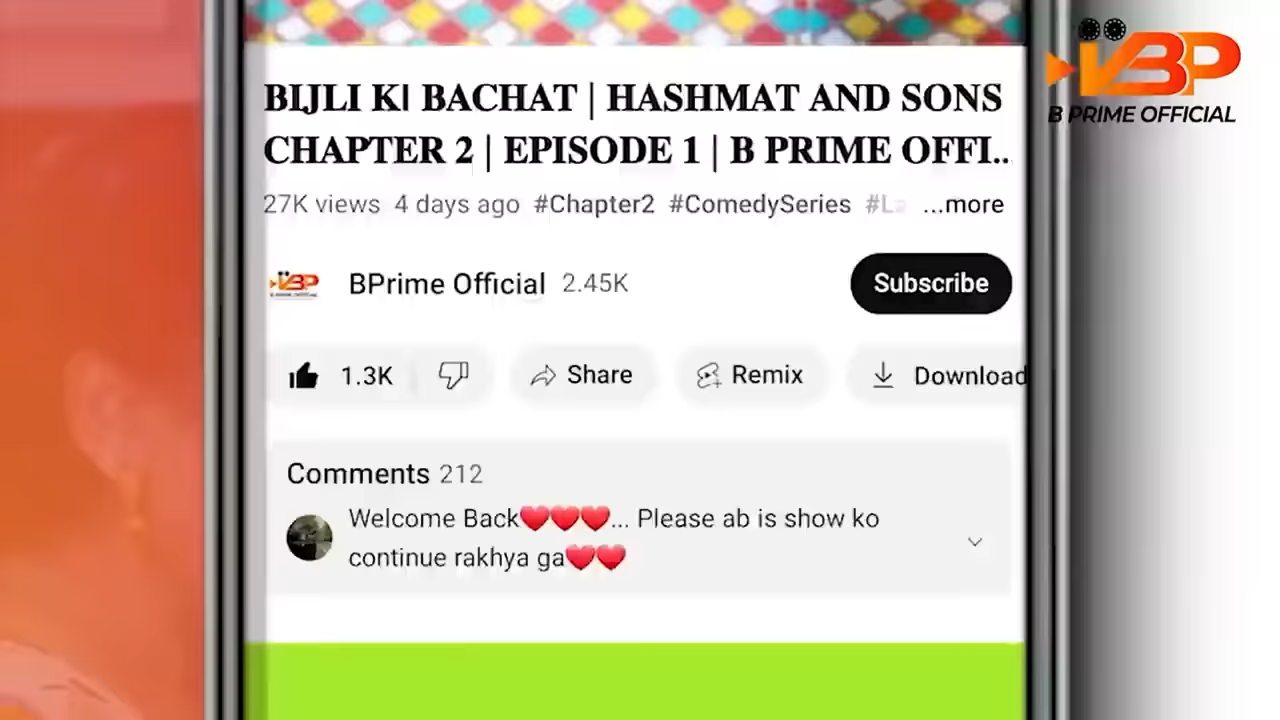 BIJLI KI BACHAT | HASHMAT AND SONS
CHAPTER 2 | EPISODE 1 | B PRIME OFFI..
27K views 4 days ago #Chapter2 #ComedySeries #La ...more
BPrime Official 2.45K
Subscribe
1.3K
Share
Remix
Download
Comments 212
Welcome Back❤️❤️❤️... Please ab is show ko
continue rakhya ga❤️❤️
BP
B PRIME OFFICIAL